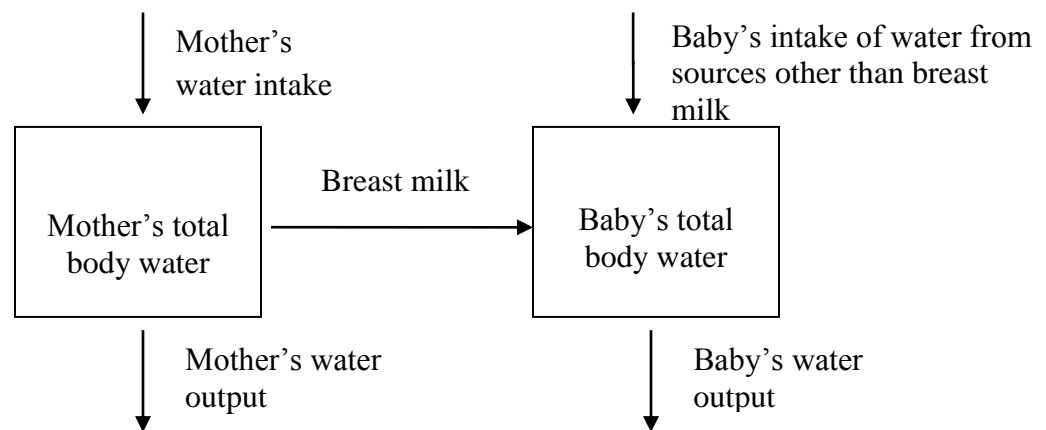 Mother’s
water intake
Baby’s intake of water from
sources other than breast
milk
Breast milk
Mother’s total
body water
Baby’s total
body water
Mother’s water
output
Baby’s water
output